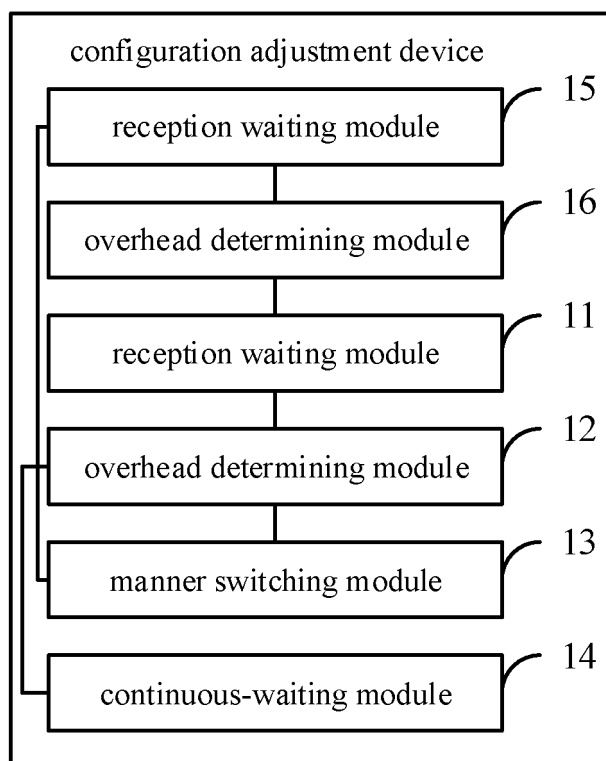 configuration adjustment device
reception waiting module 15
overhead determining module 16
reception waiting module 11
overhead determining module 12
manner switching module 13
continuous-waiting module 14